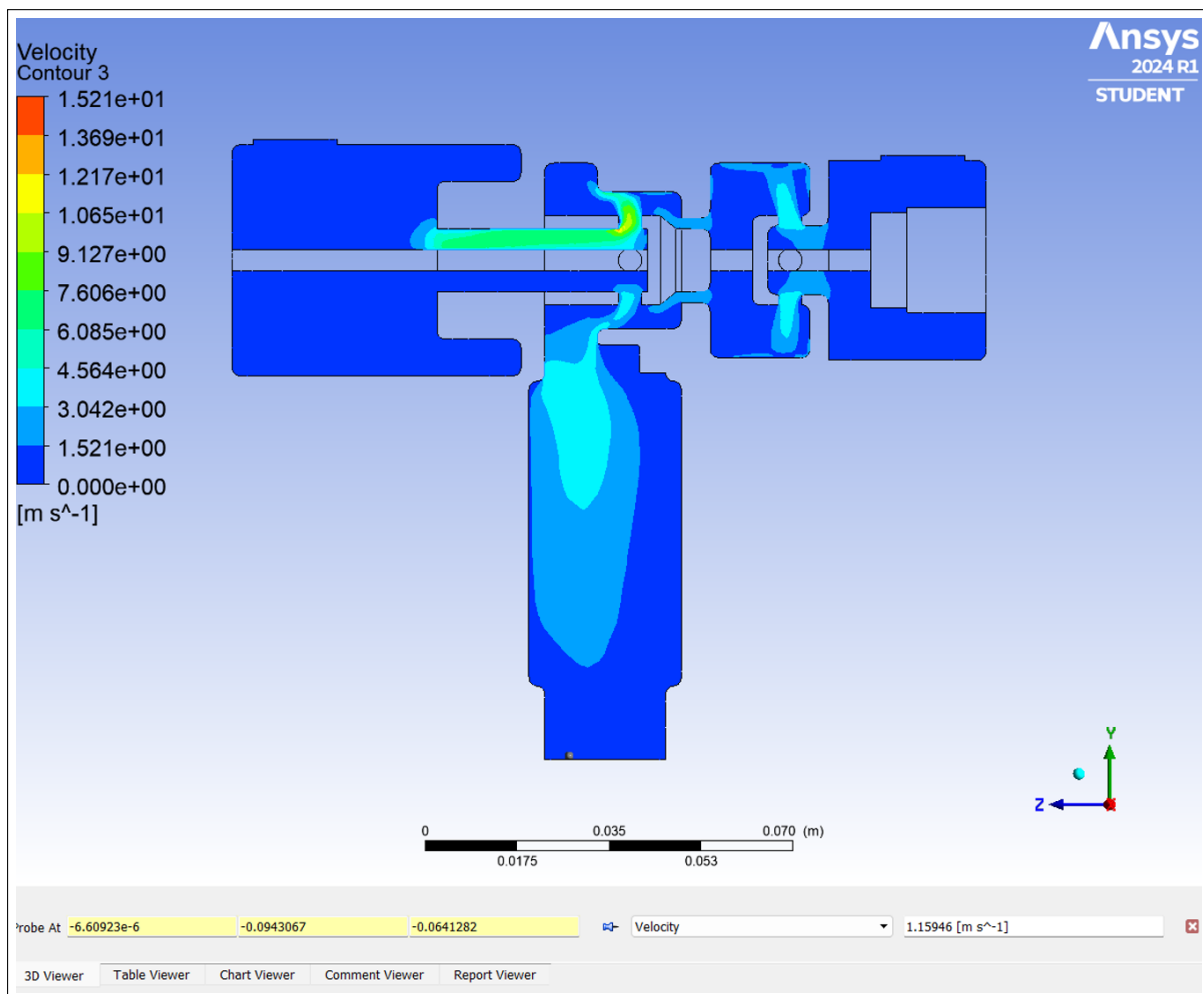 Velocity
Contour 3
Ansys
2024 R1
STUDENT
1.521e+01
1.369e+01
1.217e+01
1.065e+01
9.127e+00
7.606e+00
6.085e+00
4.564e+00
3.042e+00
1.521e+00
0.000e+00
[m s^-1]
Y
Z
X
0 0.035 0.070 (m)
0.0175 0.053
Probe At -6.60923e-6 -0.0943067 -0.0641282 Velocity 1.15946 [m s^-1]
3D Viewer Table Viewer Chart Viewer Comment Viewer Report Viewer